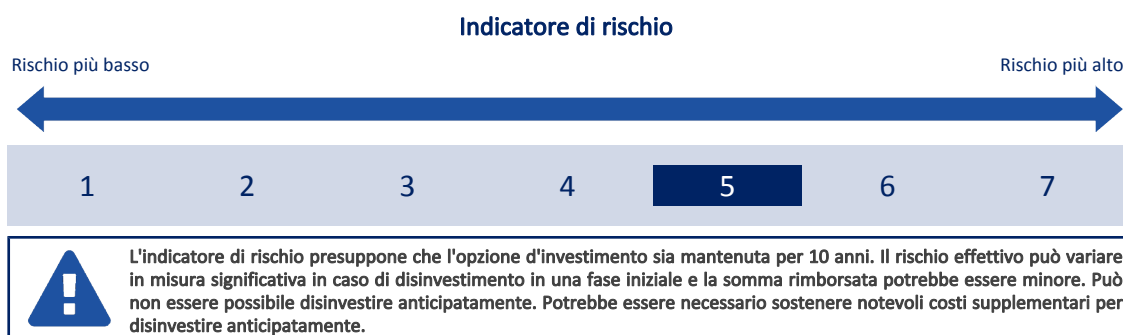 Indicatore di rischio
Rischio più basso
Rischio più alto
1 2 3 4 5 6 7
L'indicatore di rischio presuppone che l'opzione d'investimento sia mantenuta per 10 anni. Il rischio effettivo può variare
in misura significativa in caso di disinvestimento in una fase iniziale e la somma rimborsata potrebbe essere minore. Può
non essere possibile disinvestire anticipatamente. Potrebbe essere necessario sostenere notevoli costi supplementari per
disinvestire anticipatamente.